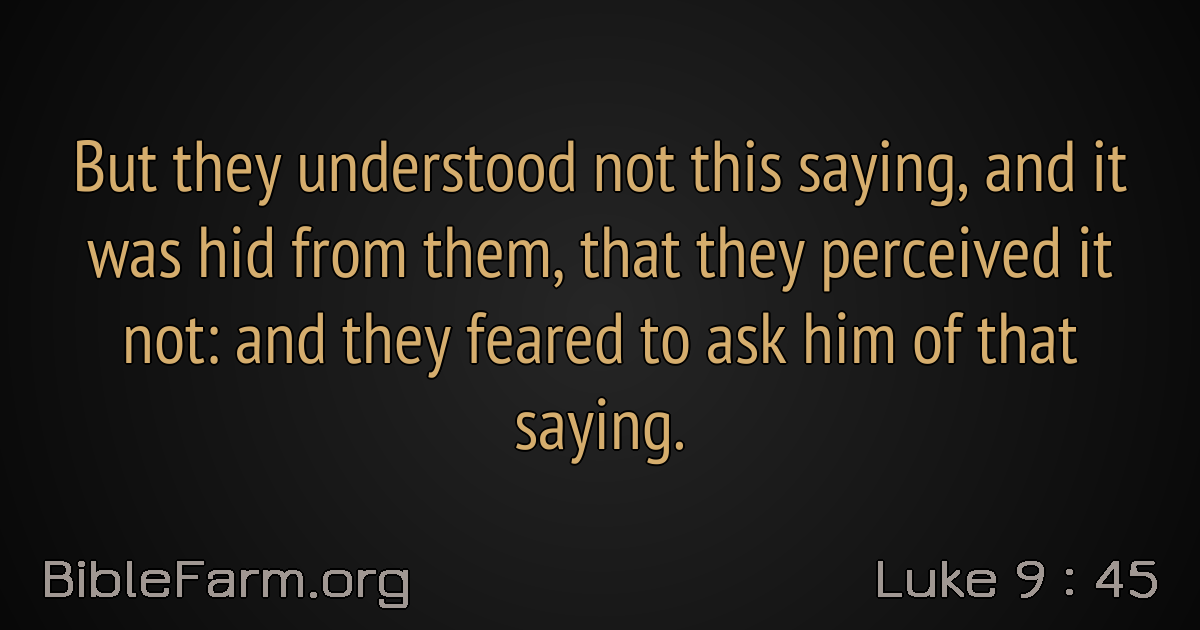 But they understood not this saying, and it
was hid from them, that they perceived it
not: and they feared to ask him of that
saying.
BibleFarm.org
Luke 9 : 45